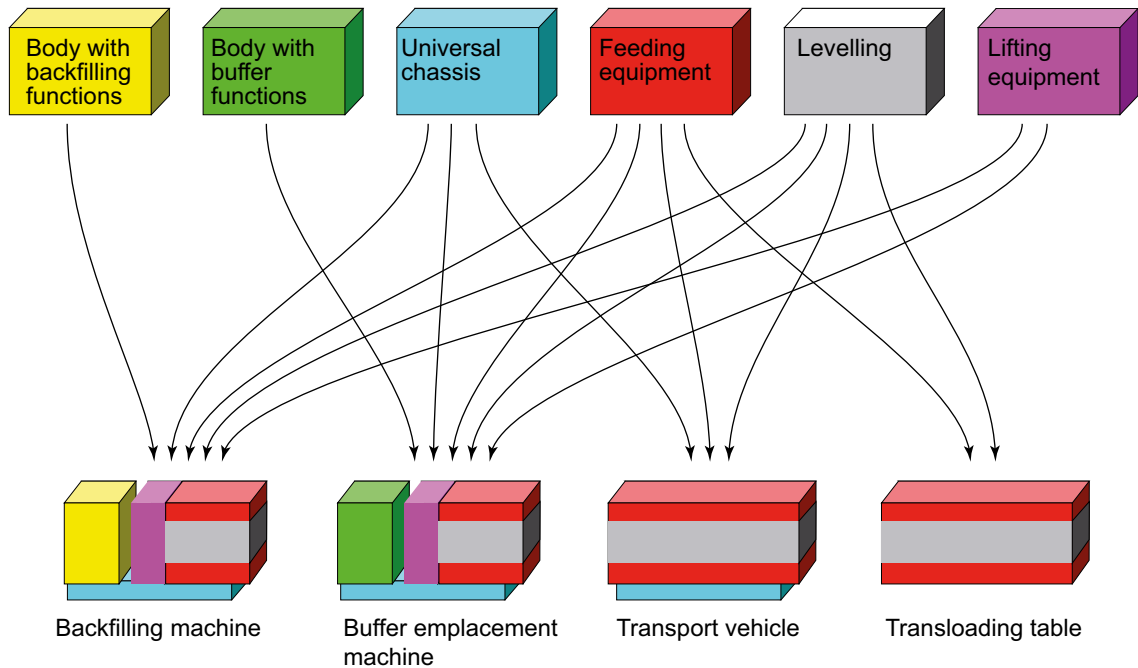 Body with
backfilling
functions
Body with
buffer
functions
Universal
chassis
Feeding
equipment
Levelling
Lifting
equipment
Backfilling machine
Buffer emplacement
machine
Transport vehicle
Transloading table